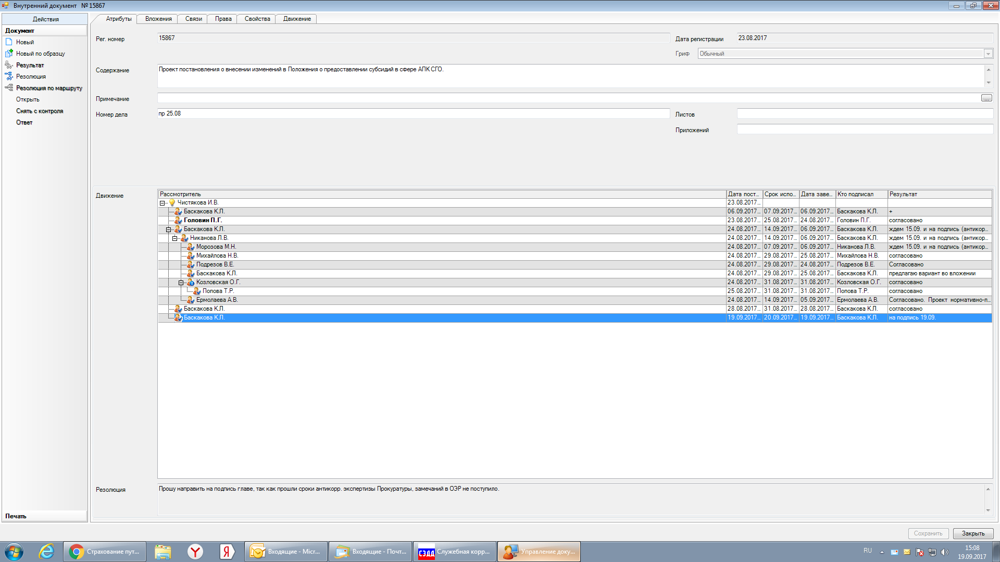 Внутренний документ № 15867
Действия
Документ
Новый
Новый по образцу
Результат
Резолюция
Резолюция по маршруту
Открыть
Снять с контроля
Ответ
Печать
Атрибуты Вложения Связи Права Свойства Движение
Рег. номер 15867 Дата регистрации 23.08.2017
Гриф Обычный
Содержание Проект постановления о внесении изменений в Положения о предоставлении субсидий в сфере АПК СГО.
Примечание ...
Номер дела пр 25.08 Листов
Приложений
Движение
Рассмотритель Дата пост... Срок испо... Дата заве... Кто подписал Результат
Чистякова И.В. 23.08.2017...
Баскакова К.Л. 06.09.2017... 07.09.2017... 06.09.2017... Баскакова К.Л. +
Головин П.Г. 23.08.2017... 25.08.2017... 24.08.2017... Головин П.Г. согласовано
Баскакова К.Л. 24.08.2017... 14.09.2017... 06.09.2017... Баскакова К.Л. ждем 15.09. и на подпись (антикор...
Никанова Л.В. 24.08.2017... 14.09.2017... 06.09.2017... Баскакова К.Л. ждем 15.09. и на подпись (антикор...
Морозова М.Н. 24.08.2017... 07.09.2017... 06.09.2017... Никанова Л.В. ждем 15.09. и на подпись (антикор...
Михайлова Н.В. 24.08.2017... 29.08.2017... 25.08.2017... Михайлова Н.В. согласовано
Подрезов В.Е. 24.08.2017... 29.08.2017... 24.08.2017... Подрезов В.Е. Согласовано
Баскакова К.Л. 24.08.2017... 29.08.2017... 25.08.2017... Баскакова К.Л. предлагаю вариант во вложении
Козловская О.Г. 24.08.2017... 31.08.2017... 31.08.2017... Козловская О.Г. согласовано
Попова Т.Р. 25.08.2017... 31.08.2017... 31.08.2017... Попова Т.Р. согласовано
Ермолаева А.В. 24.08.2017... 14.09.2017... 05.09.2017... Ермолаева А.В. Согласовано. Проект нормативно-п...
Баскакова К.Л. 28.08.2017... 31.08.2017... 28.08.2017... Баскакова К.Л. согласовано
Баскакова К.Л. 19.09.2017... 20.09.2017... 19.09.2017... Баскакова К.Л. на подпись 19.09.
Резолюция Прошу направить на подпись главе, так как прошли сроки антикорр. экспертизы Прокуратуры, замечаний в ОЭР не поступило.
Сохранить Закрыть
Страхование пут... Входящие - Micr... Входящие - Почт... СЭДД Служебная корр... Управление доку... RU 15:08
19.09.2017